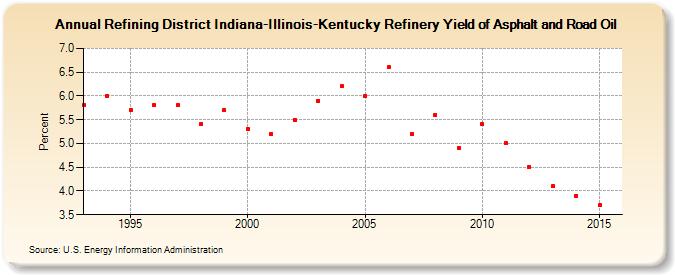 Annual Refining District Indiana-Illinois-Kentucky Refinery Yield of Asphalt and Road Oil
Percent
7.0
6.5
6.0
5.5
5.0
4.5
4.0
3.5
1995 2000 2005 2010 2015
Source: U.S. Energy Information Administration